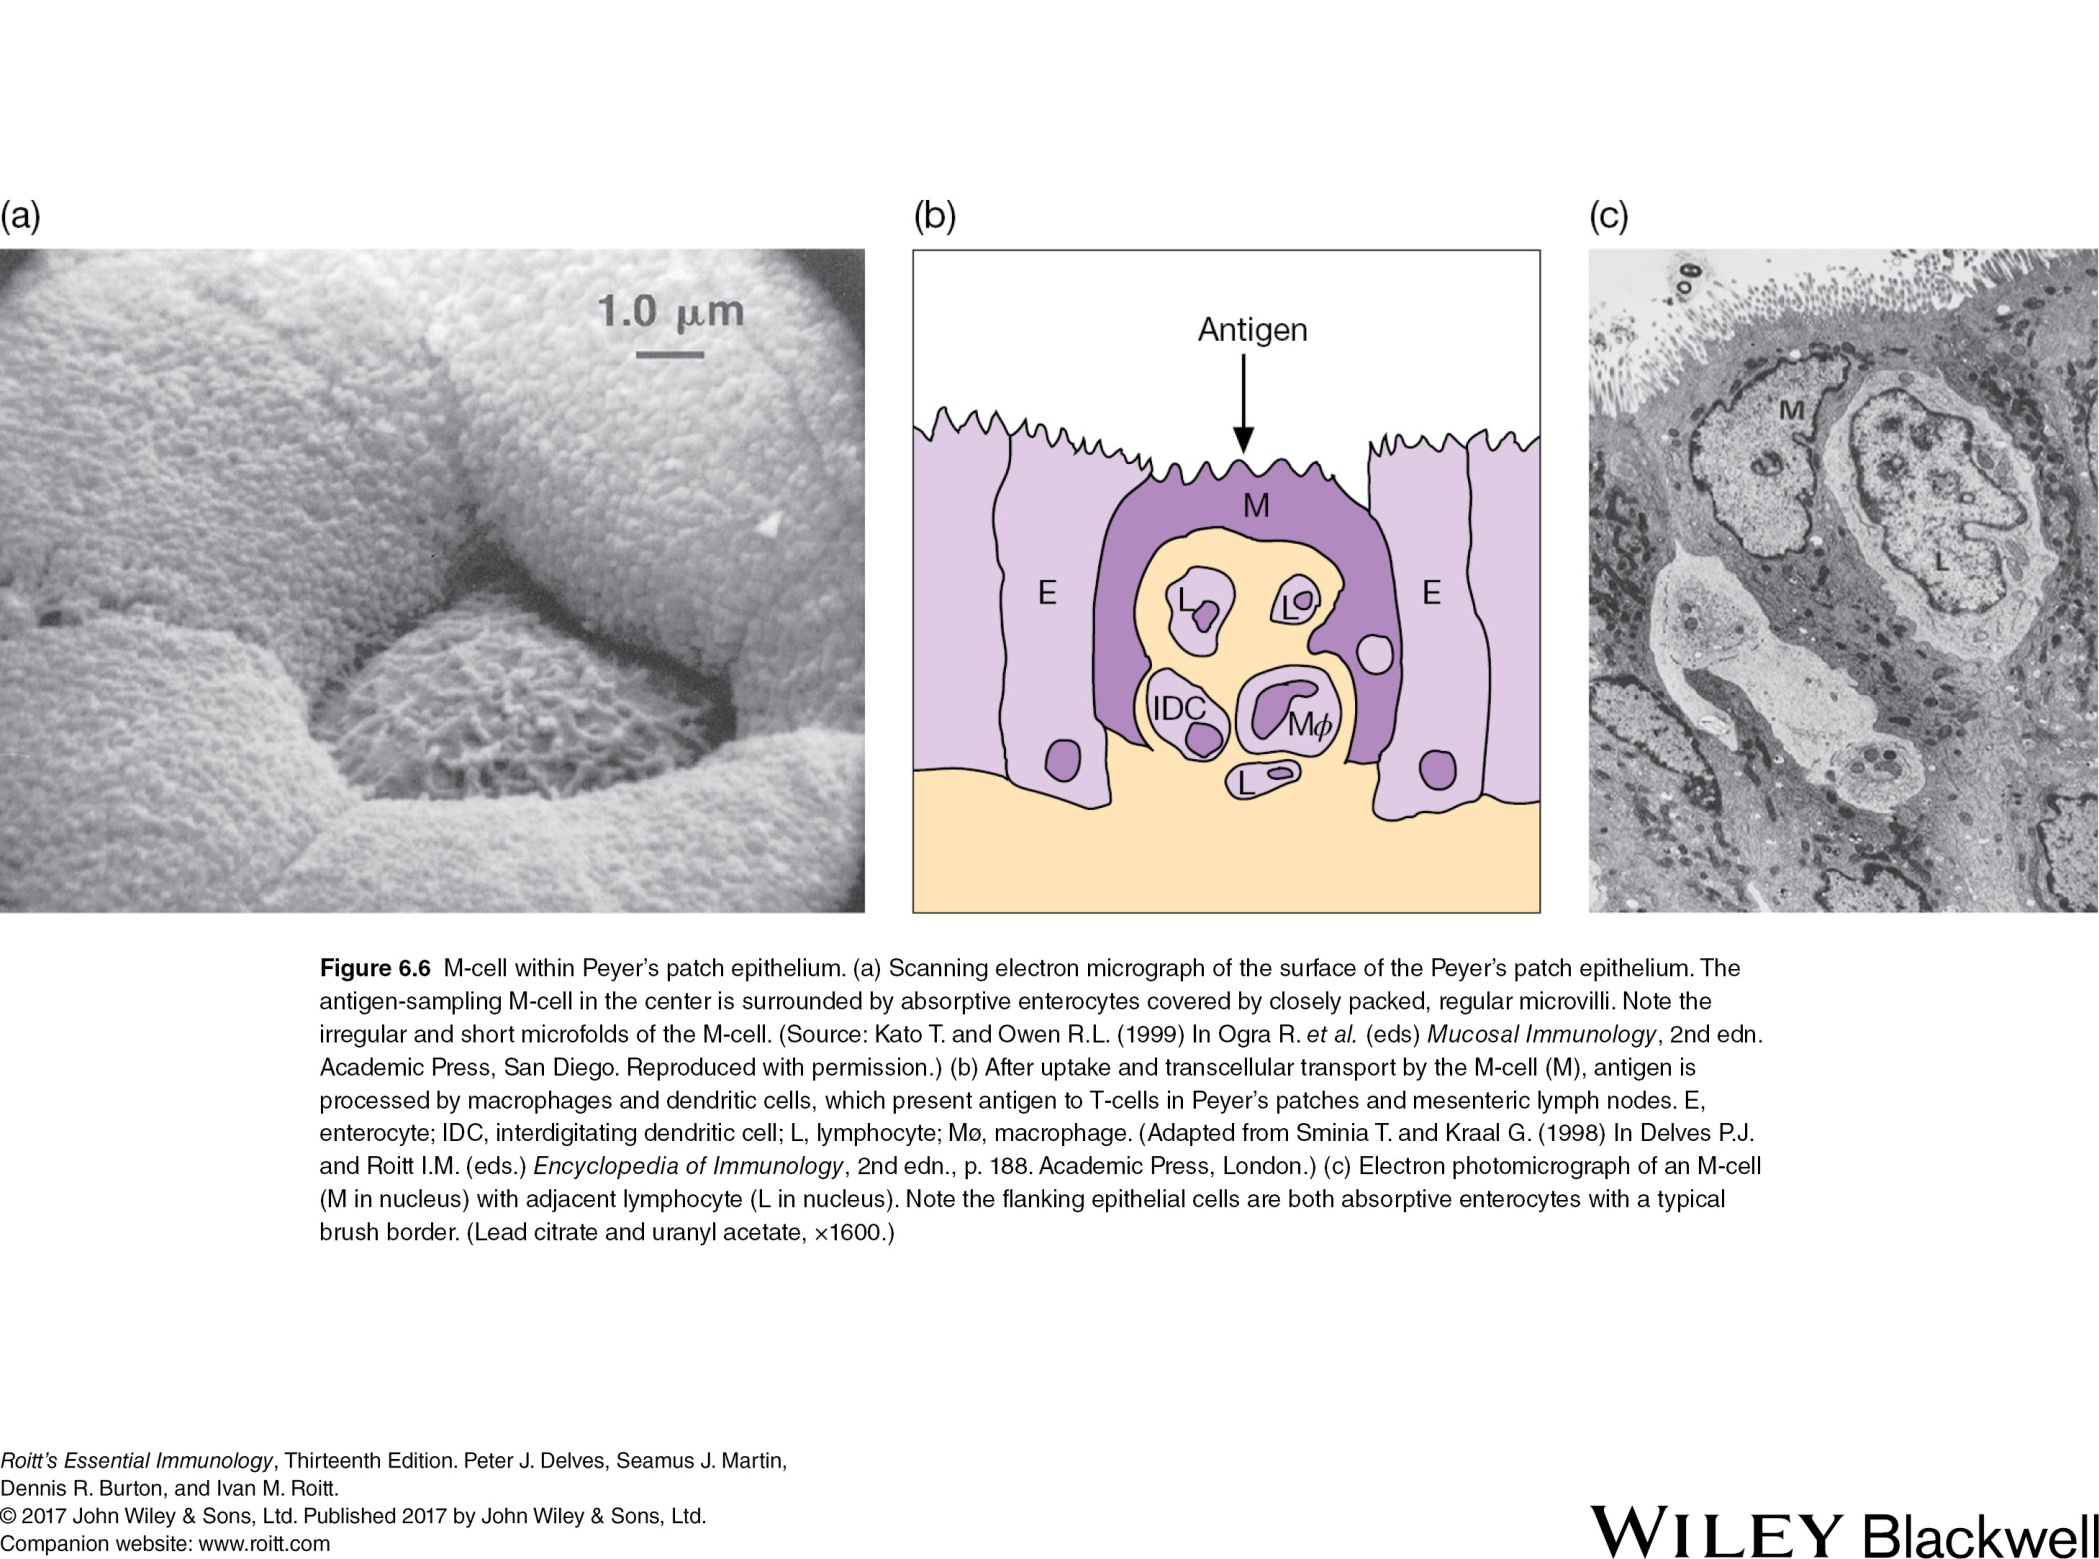 (a)
(b)
(c)
1.0 µm
Antigen
M
M
E
L
L
E
L
IDC
Mϕ
L
Figure 6.6 M-cell within Peyer’s patch epithelium. (a) Scanning electron micrograph of the surface of the Peyer’s patch epithelium. The
antigen-sampling M-cell in the center is surrounded by absorptive enterocytes covered by closely packed, regular microvilli. Note the
irregular and short microfolds of the M-cell. (Source: Kato T. and Owen R.L. (1999) In Ogra R. et al. (eds) Mucosal Immunology, 2nd edn.
Academic Press, San Diego. Reproduced with permission.) (b) After uptake and transcellular transport by the M-cell (M), antigen is
processed by macrophages and dendritic cells, which present antigen to T-cells in Peyer’s patches and mesenteric lymph nodes. E,
enterocyte; IDC, interdigitating dendritic cell; L, lymphocyte; Mø, macrophage. (Adapted from Sminia T. and Kraal G. (1998) In Delves P.J.
and Roitt I.M. (eds.) Encyclopedia of Immunology, 2nd edn., p. 188. Academic Press, London.) (c) Electron photomicrograph of an M-cell
(M in nucleus) with adjacent lymphocyte (L in nucleus). Note the flanking epithelial cells are both absorptive enterocytes with a typical
brush border. (Lead citrate and uranyl acetate, ×1600.)
Roitt’s Essential Immunology, Thirteenth Edition. Peter J. Delves, Seamus J. Martin,
Dennis R. Burton, and Ivan M. Roitt.
© 2017 John Wiley & Sons, Ltd. Published 2017 by John Wiley & Sons, Ltd.
Companion website: www.roitt.com
WILEY Blackwell